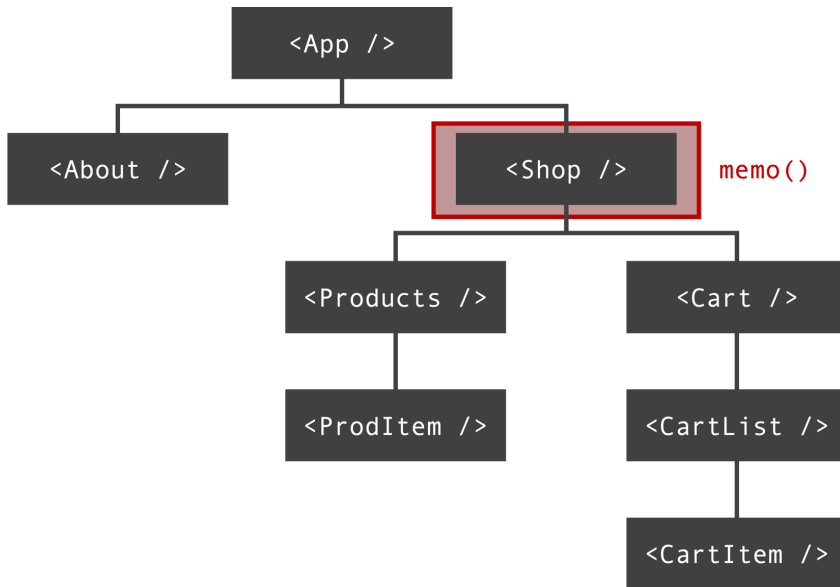 <App />
<About />
<Shop />
memo()
<Products />
<Cart />
<ProdItem />
<CartList />
<CartItem />